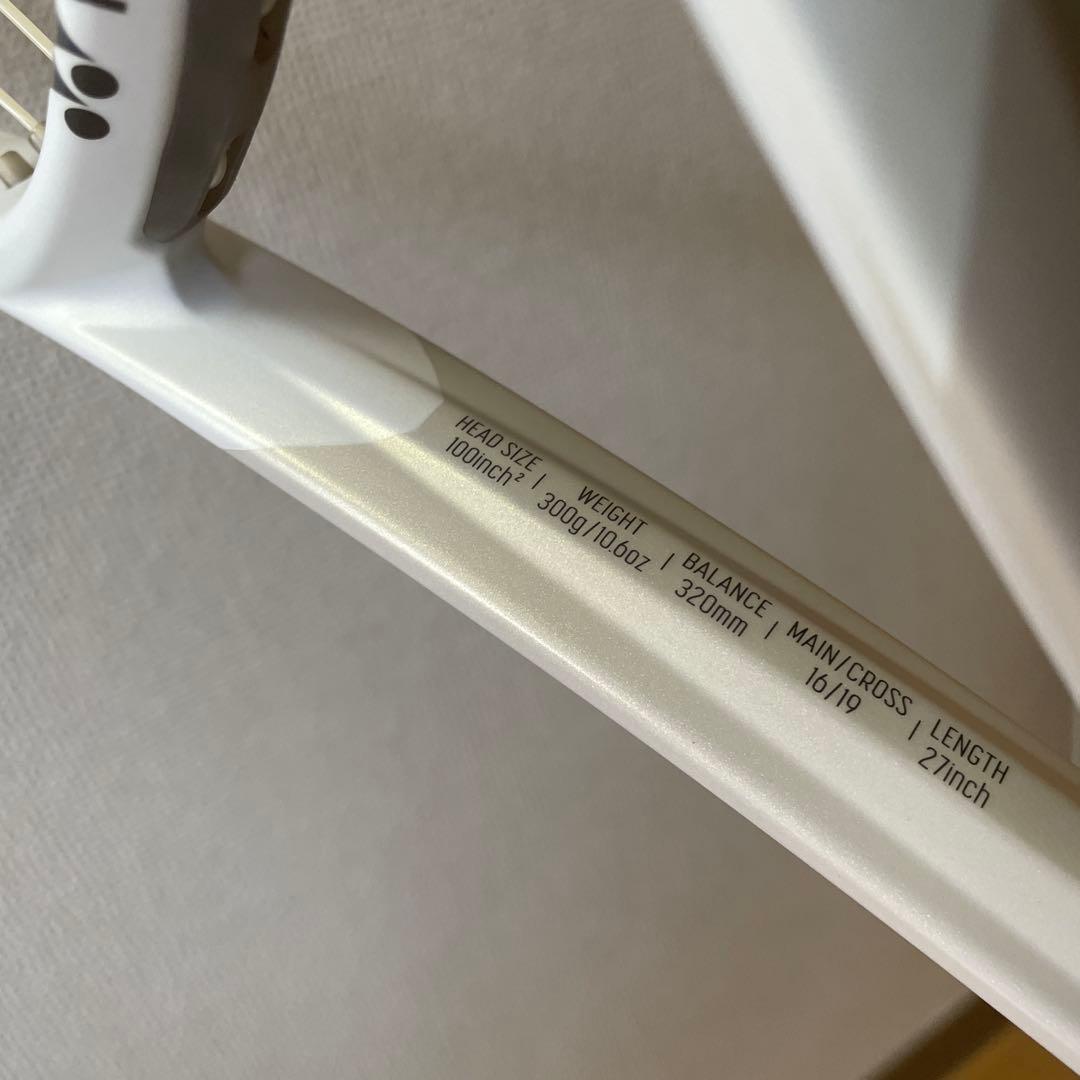 HEAD SIZE | WEIGHT | BALANCE | MAIN/CROSS | LENGTH
100inch² 300g/10.6oz 320mm 16/19 27inch